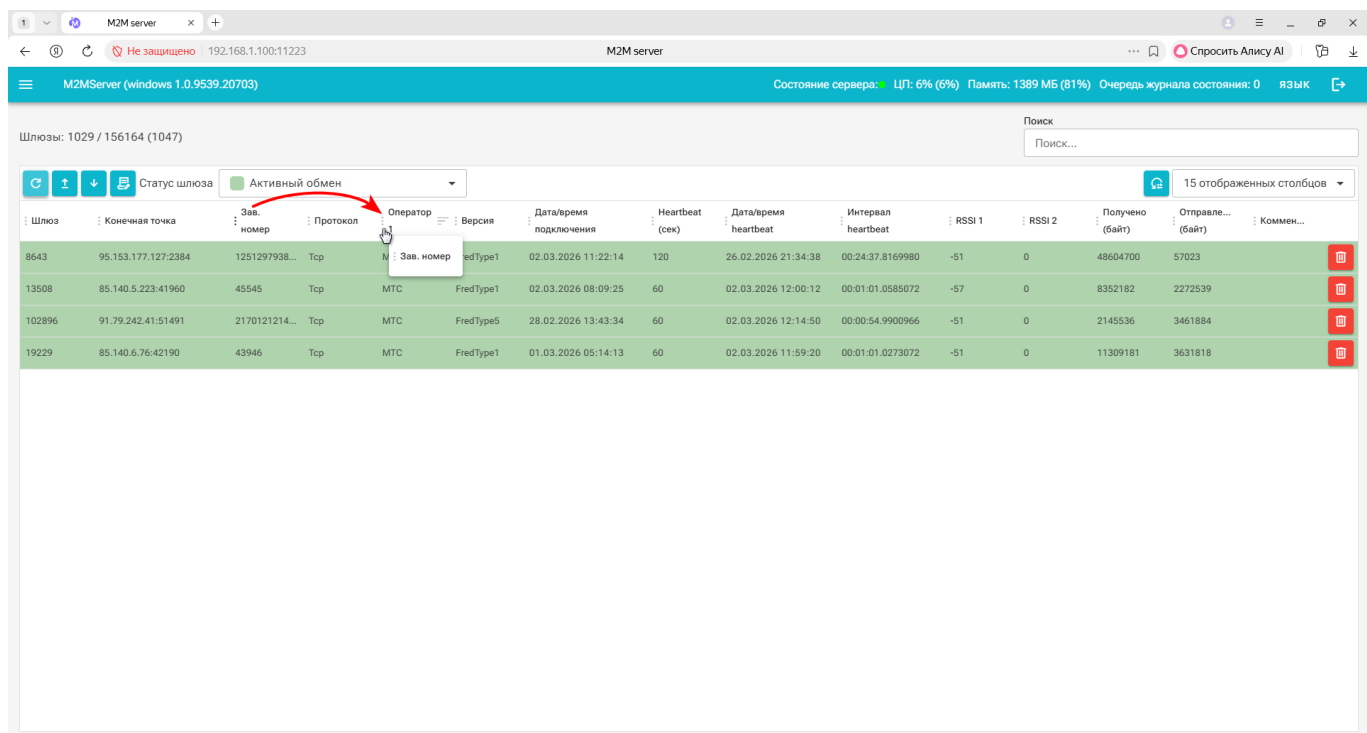 1 M2M server
Не защищено 192.168.1.100:11223 M2M server Спросить Алису AI
M2MServer (windows 1.0.9539.20703) Состояние сервера: ЦП: 6% (6%) Память: 1389 МБ (81%) Очередь журнала состояния: 0 ЯЗЫК
Шлюзы: 1029 / 156164 (1047)
Поиск
Поиск...
Статус шлюза Активный обмен 15 отображенных столбцов
Шлюз Конечная точка Зав. номер Протокол Оператор Версия Дата/время подключения Heartbeat (сек) Дата/время heartbeat Интервал heartbeat RSSI 1 RSSI 2 Получено (байт) Отправле... (байт) Коммен...
Зав. номер
8643 95.153.177.127:2384 1251297938... Tcp М redType1 02.03.2026 11:22:14 120 26.02.2026 21:34:38 00:24:37.8169980 -51 0 48604700 57023
13508 85.140.5.223:41960 45545 Tcp МТС FredType1 02.03.2026 08:09:25 60 02.03.2026 12:00:12 00:01:01.0585072 -57 0 8352182 2272539
102896 91.79.242.41:51491 2170121214... Tcp МТС FredType5 28.02.2026 13:43:34 60 02.03.2026 12:14:50 00:00:54.9900966 -51 0 2145536 3461884
19229 85.140.6.76:42190 43946 Tcp МТС FredType1 01.03.2026 05:14:13 60 02.03.2026 11:59:20 00:01:01.0273072 -51 0 11309181 3631818